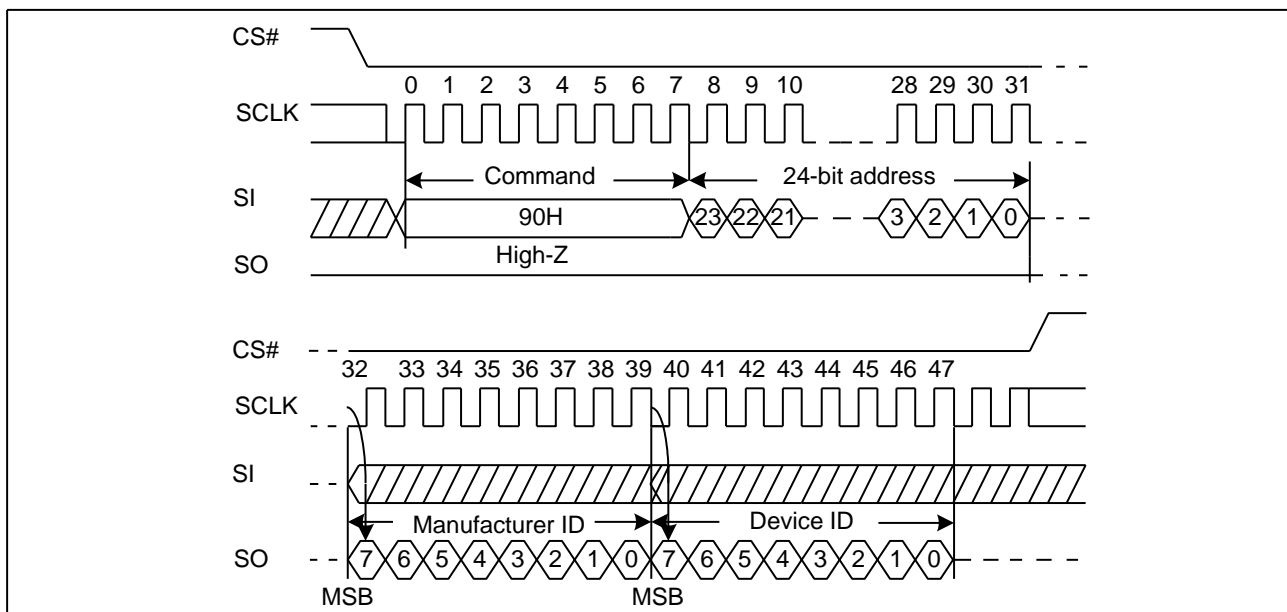 CS#
0 1 2 3 4 5 6 7 8 9 10 28 29 30 31
SCLK
Command 24-bit address
SI
90H 23 22 21 3 2 1 0
High-Z
SO
CS#
32 33 34 35 36 37 38 39 40 41 42 43 44 45 46 47
SCLK
SI
Manufacturer ID Device ID
SO 7 6 5 4 3 2 1 0 7 6 5 4 3 2 1 0
MSB MSB